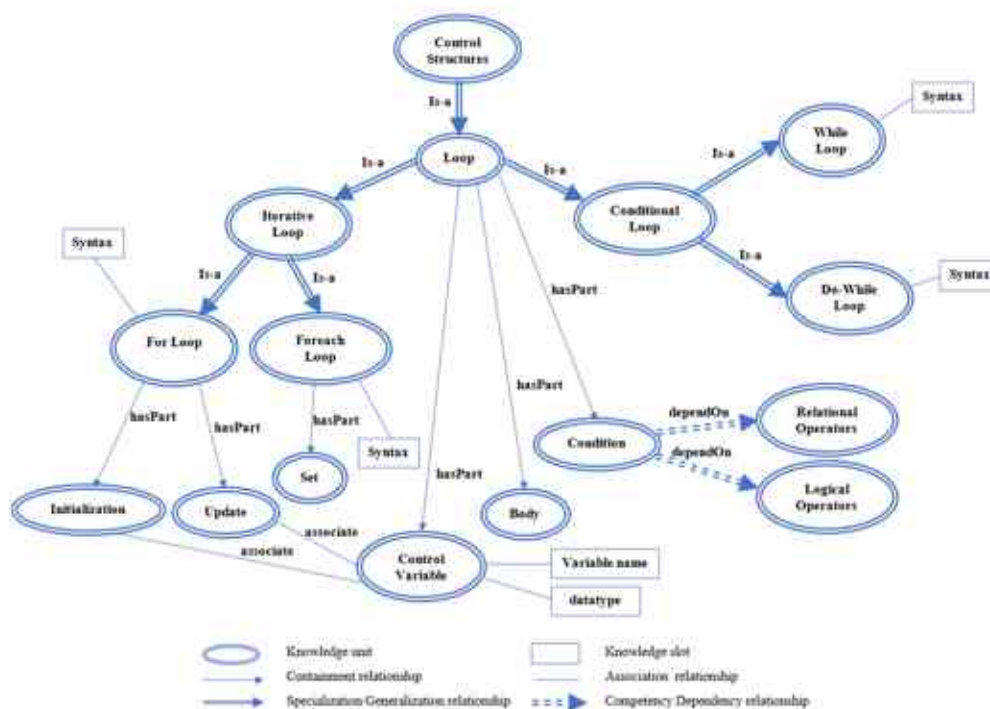 Control
Structures
Is-a
Loop
Is-a
Is-a
Iterative
Loop
Conditional
Loop
Is-a
While
Loop
Syntax
Is-a
Do-While
Loop
Syntax
Syntax
Is-a
Is-a
For Loop
Foreach
Loop
hasPart
hasPart
hasPart
hasPart
hasPart
hasPart
Syntax
Set
Condition
dependOn
Relational
Operators
dependOn
Logical
Operators
Initialization
Update
hasPart
Body
associate
associate
Control
Variable
Variable name
datatype
Knowledge unit
Knowledge slot
Containment relationship
Association relationship
Specialization/Generalization relationship
Competency Dependency relationship